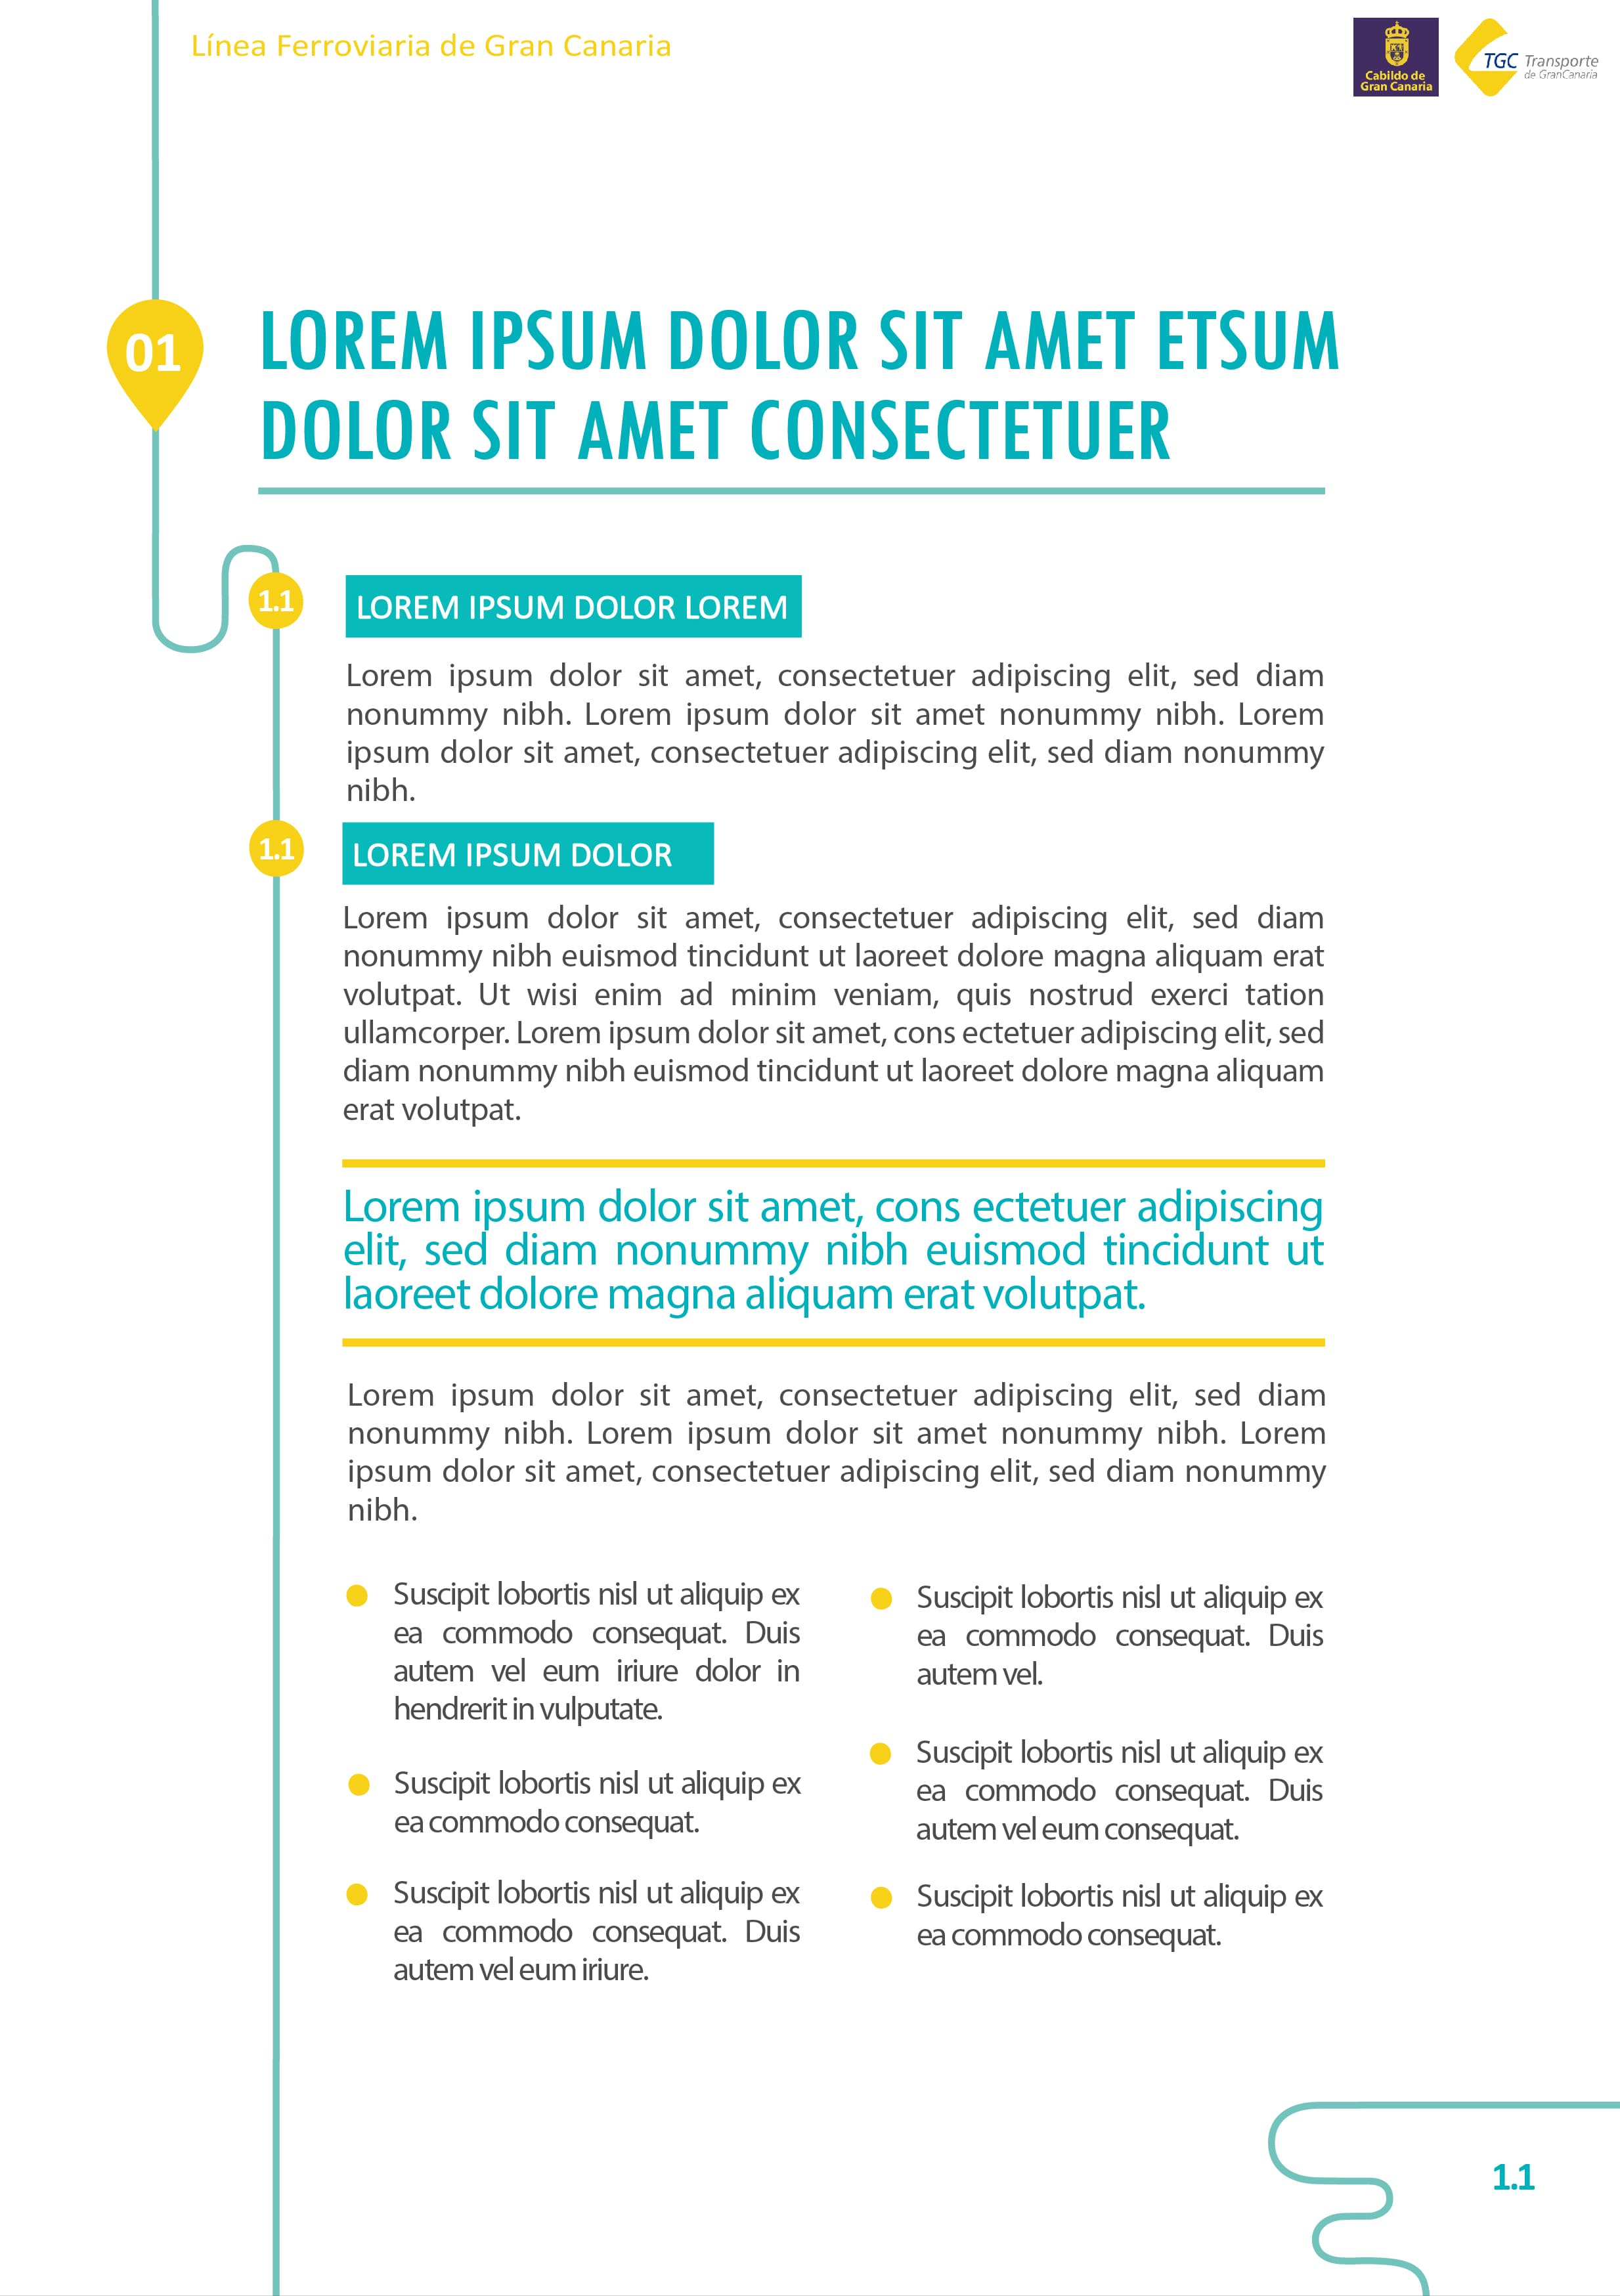 Línea Ferroviaria de Gran Canaria
Cabildo de
Gran Canaria
TGC Transporte
de GranCanaria
01
LOREM IPSUM DOLOR SIT AMET ETSUM
DOLOR SIT AMET CONSECTETUER
1.1
LOREM IPSUM DOLOR LOREM
Lorem ipsum dolor sit amet, consectetuer adipiscing elit, sed diam
nonummy nibh. Lorem ipsum dolor sit amet nonummy nibh. Lorem
ipsum dolor sit amet, consectetuer adipiscing elit, sed diam nonummy
nibh.
1.1
LOREM IPSUM DOLOR
Lorem ipsum dolor sit amet, consectetuer adipiscing elit, sed diam
nonummy nibh euismod tincidunt ut laoreet dolore magna aliquam erat
volutpat. Ut wisi enim ad minim veniam, quis nostrud exerci tation
ullamcorper. Lorem ipsum dolor sit amet, cons ectetuer adipiscing elit, sed
diam nonummy nibh euismod tincidunt ut laoreet dolore magna aliquam
erat volutpat.
Lorem ipsum dolor sit amet, cons ectetuer adipiscing
elit, sed diam nonummy nibh euismod tincidunt ut
laoreet dolore magna aliquam erat volutpat.
Lorem ipsum dolor sit amet, consectetuer adipiscing elit, sed diam
nonummy nibh. Lorem ipsum dolor sit amet nonummy nibh. Lorem
ipsum dolor sit amet, consectetuer adipiscing elit, sed diam nonummy
nibh.
Suscipit lobortis nisl ut aliquip ex
ea commodo consequat. Duis
autem vel eum iriure dolor in
hendrerit in vulputate.
Suscipit lobortis nisl ut aliquip ex
ea commodo consequat.
Suscipit lobortis nisl ut aliquip ex
ea commodo consequat. Duis
autem vel eum iriure.
Suscipit lobortis nisl ut aliquip ex
ea commodo consequat. Duis
autem vel.
Suscipit lobortis nisl ut aliquip ex
ea commodo consequat. Duis
autem vel eum consequat.
Suscipit lobortis nisl ut aliquip ex
ea commodo consequat.
1.1